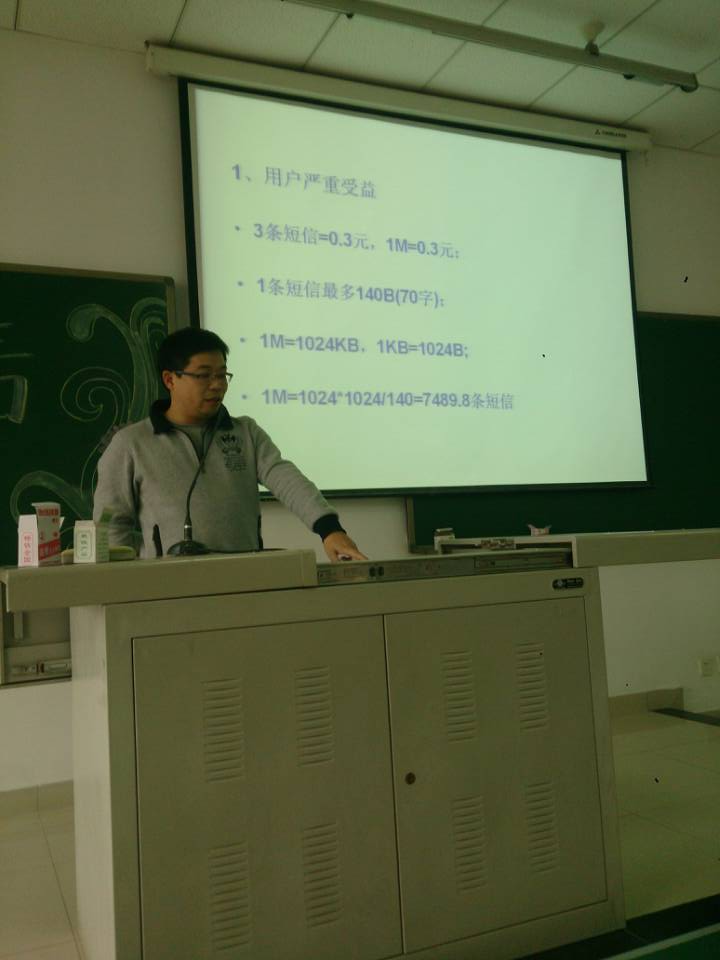 1、用户严重受益
• 3条短信=0.3元，1M=0.3元；
• 1条短信最多140B(70字)；
• 1M=1024KB，1KB=1024B;
• 1M=1024*1024/140=7489.8条短信